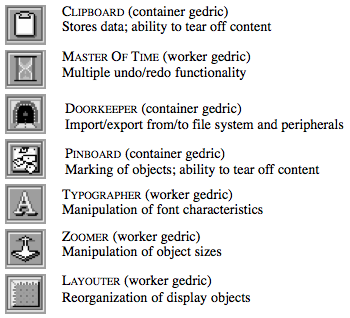 CLIPBOARD (container gedric)
Stores data; ability to tear off content
MASTER OF TIME (worker gedric)
Multiple undo/redo functionality
DOORKEEPER (container gedric)
Import/export from/to file system and peripherals
PINBOARD (container gedric)
Marking of objects; ability to tear off content
A
TYPOGRAPHER (worker gedric)
Manipulation of font characteristics
ZOOMER (worker gedric)
Manipulation of object sizes
LAYOUTER (worker gedric)
Reorganization of display objects